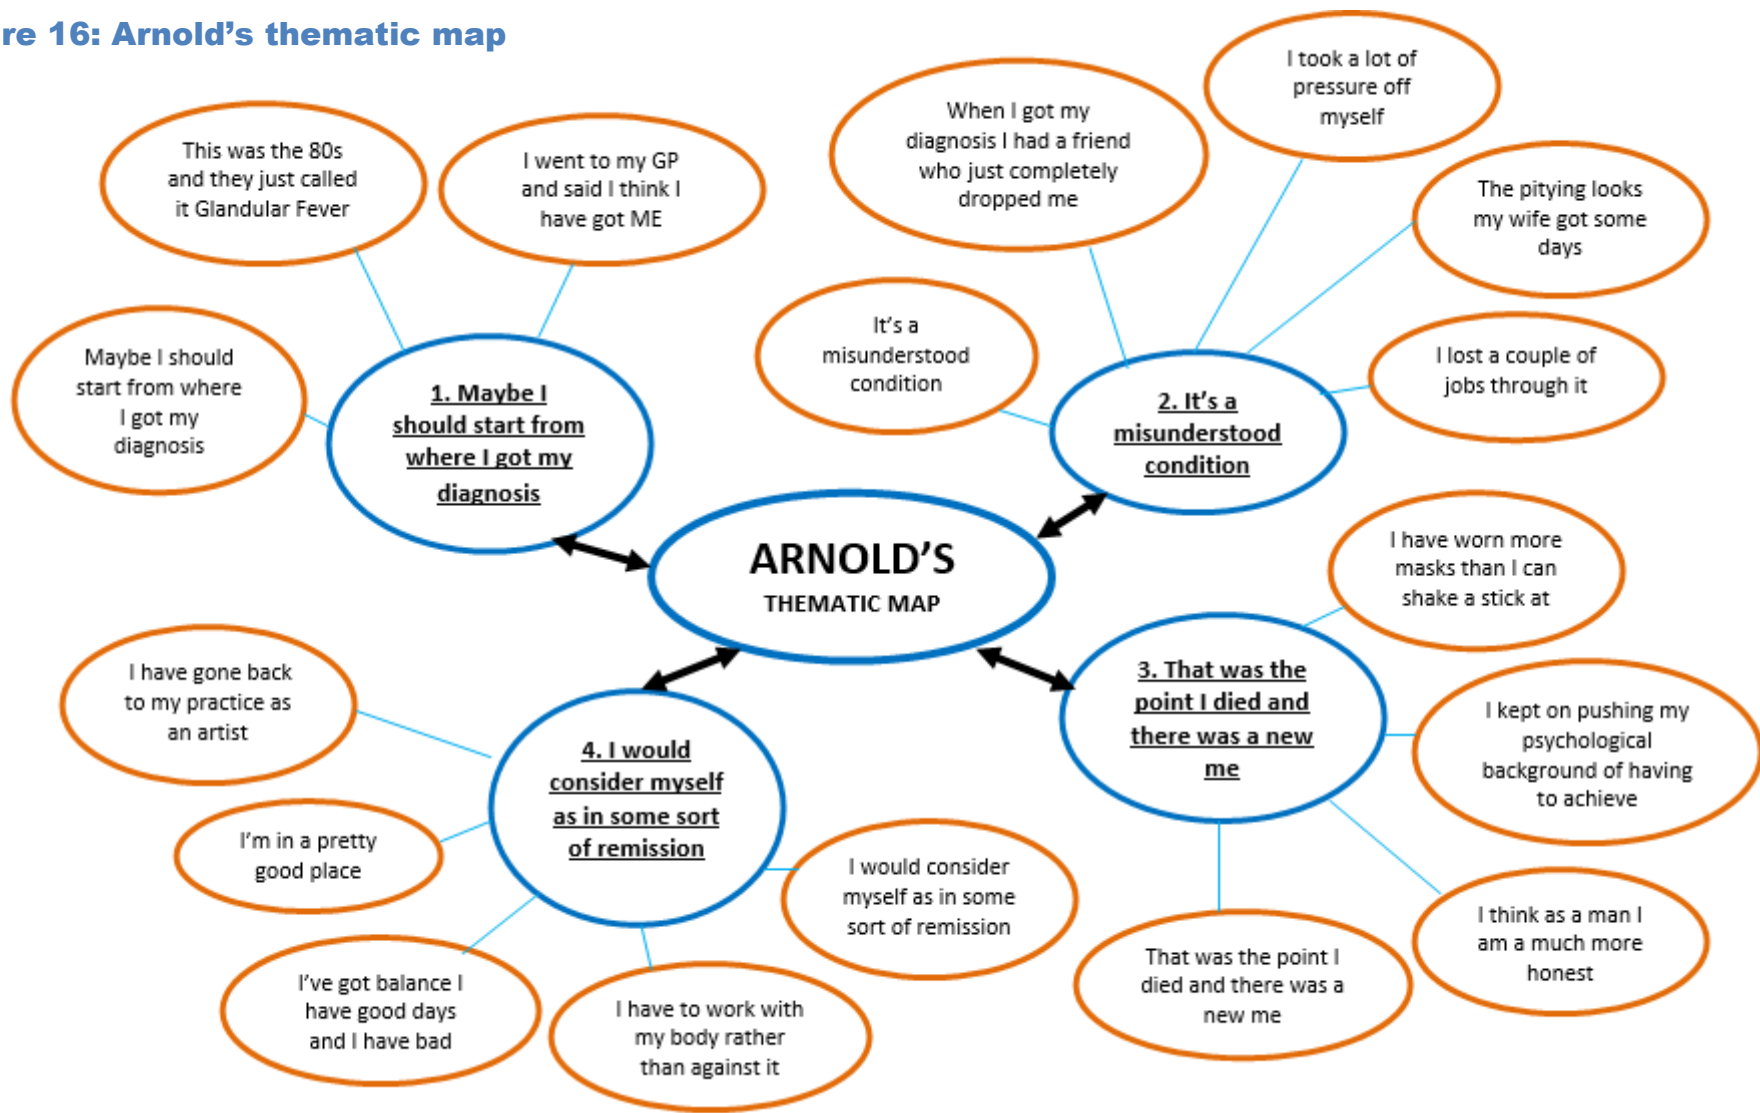 re 16: Arnold's thematic map
This was the 80s
and they just called
it Glandular Fever
I went to my GP
and said I think I
have got ME
Maybe I should
start from where
I got my
diagnosis
1. Maybe I
should start from
where I got my
diagnosis
When I got my
diagnosis I had a friend
who just completely
dropped me
I took a lot of
pressure off
myself
The pitying looks
my wife got some
days
It's a
misunderstood
condition
I lost a couple of
jobs through it
2. It's a
misunderstood
condition
ARNOLD'S
THEMATIC MAP
I have worn more
masks than I can
shake a stick at
3. That was the
point I died and
there was a new
me
I kept on pushing my
psychological
background of having
to achieve
I think as a man I
am a much more
honest
That was the point I
died and there was a
new me
I have gone back
to my practice as
an artist
4. I would
consider myself
as in some sort
of remission
I'm in a pretty
good place
I would consider
myself as in some
sort of remission
I've got balance I
have good days
and I have bad
I have to work with
my body rather
than against it